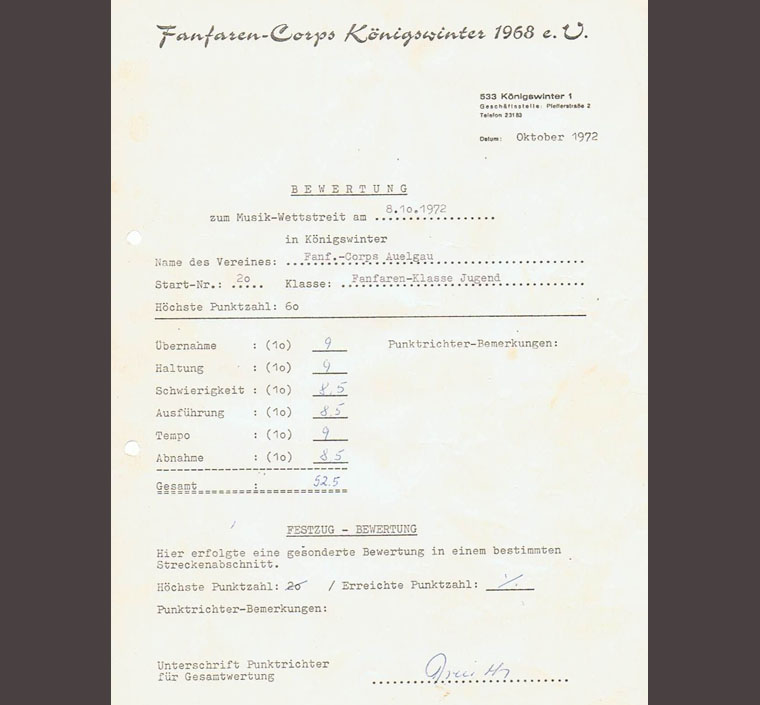 Fanfaren-Corps Königswinter 1968 e.V.
533 Königswinter 1
Geschäftsstelle: Pfefferstraße 2
Telefon 23183
Datum: Oktober 1972
BEWERTUNG
zum Musik-Wettstreit am 8.10.1972
in Königswinter
Name des Vereines: Fanf.-Corps Auelgau
Start-Nr.: 20 Klasse: Fanfaren-Klasse Jugend
Höchste Punktzahl: 60
Übernahme : (10) 9 Punktrichter-Bemerkungen:
Haltung : (10) 9
Schwierigkeit : (10) 8.5
Ausführung : (10) 8.5
Tempo : (10) 9
Abnahme : (10) 8 5
Gesamt : 52.5
FESTZUG - BEWERTUNG
Hier erfolgte eine gesonderte Bewertung in einem bestimmten
Streckenabschnitt.
Höchste Punktzahl: 20 / Erreichte Punktzahl:
Punktrichter-Bemerkungen:
Unterschrift Punktrichter
für Gesamtwertung